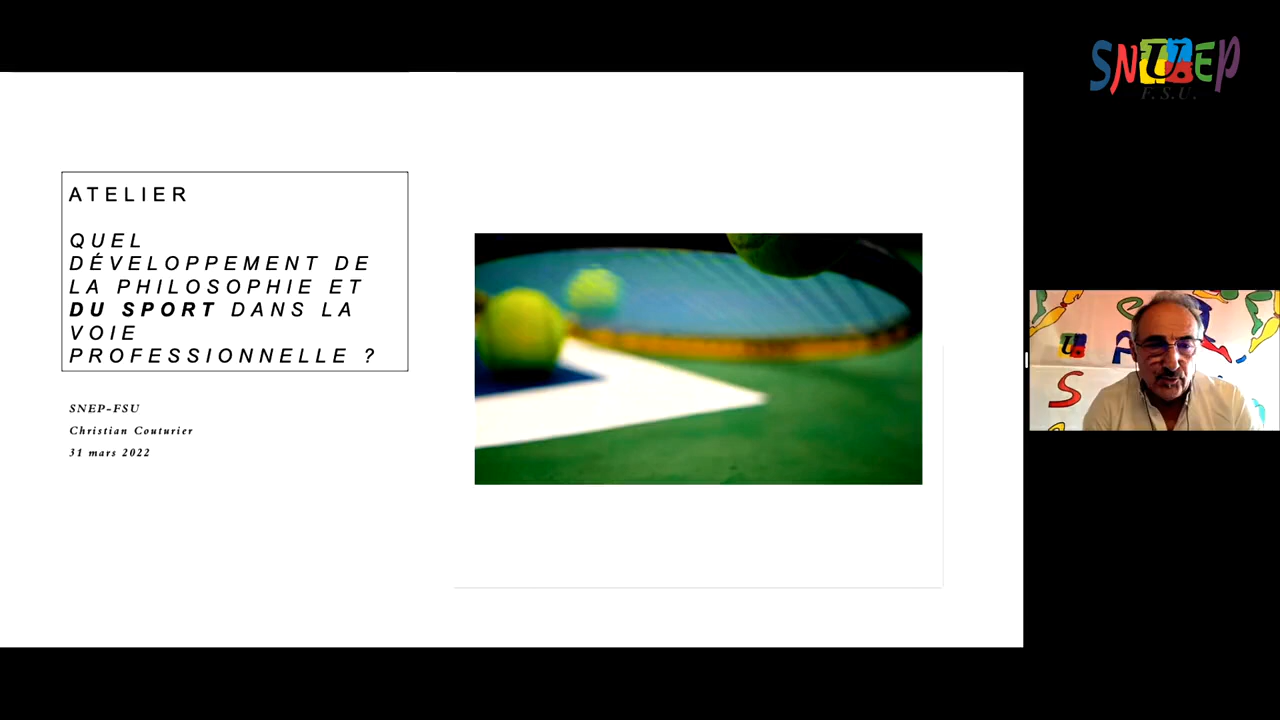 SNUEP
F.S.U.
ATELIER
QUEL
DÉVELOPPEMENT DE
LA PHILOSOPHIE ET
DU SPORT DANS LA
VOIE
PROFESSIONNELLE ?
SNEP-FSU
Christian Couturier
31 mars 2022